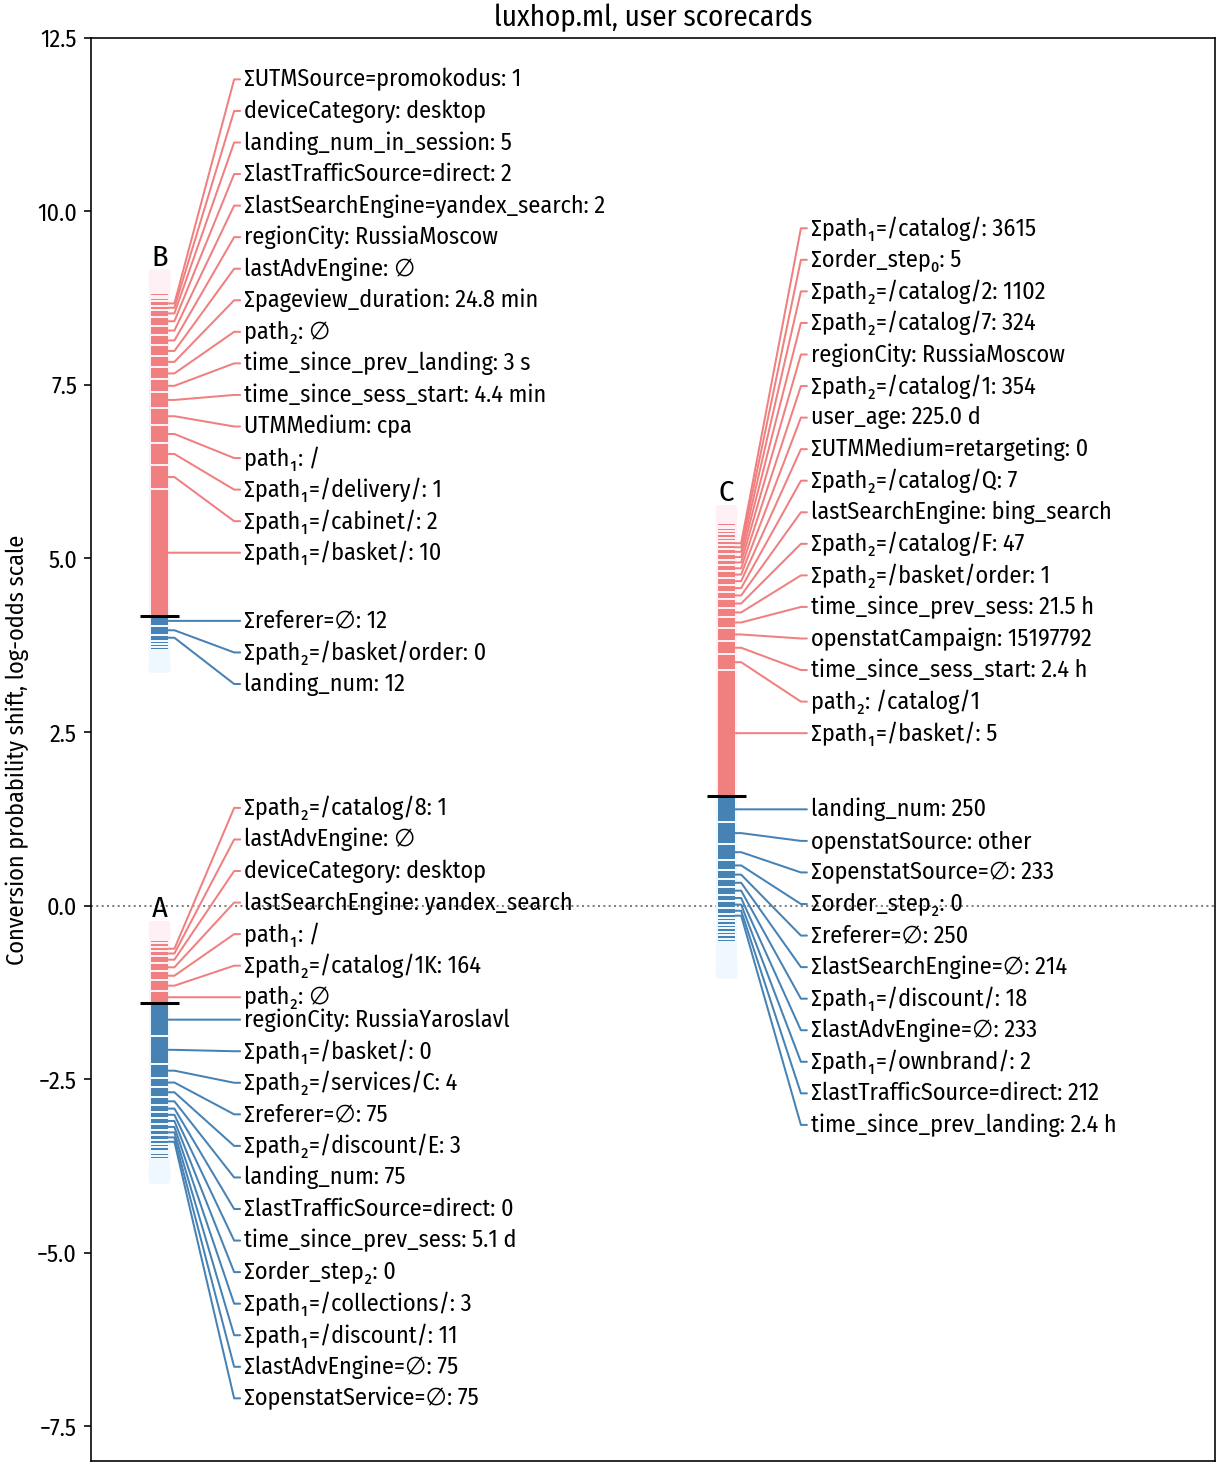 luxhop.ml, user scorecards
Conversion probability shift, log-odds scale
12.5
10.0
7.5
5.0
2.5
0.0
−2.5
−5.0
−7.5
B
ΣUTMSource=promokodus: 1
deviceCategory: desktop
landing_num_in_session: 5
ΣlastTrafficSource=direct: 2
ΣlastSearchEngine=yandex_search: 2
regionCity: RussiaMoscow
lastAdvEngine: ∅
Σpageview_duration: 24.8 min
path₂: ∅
time_since_prev_landing: 3 s
time_since_sess_start: 4.4 min
UTMMedium: cpa
path₁: /
Σpath₁=/delivery/: 1
Σpath₁=/cabinet/: 2
Σpath₁=/basket/: 10
Σreferer=∅: 12
Σpath₂=/basket/order: 0
landing_num: 12
A
Σpath₂=/catalog/8: 1
lastAdvEngine: ∅
deviceCategory: desktop
lastSearchEngine: yandex_search
path₁: /
Σpath₂=/catalog/1K: 164
path₂: ∅
regionCity: RussiaYaroslavl
Σpath₁=/basket/: 0
Σpath₂=/services/C: 4
Σreferer=∅: 75
Σpath₂=/discount/E: 3
landing_num: 75
ΣlastTrafficSource=direct: 0
time_since_prev_sess: 5.1 d
Σorder_step₂: 0
Σpath₁=/collections/: 3
Σpath₁=/discount/: 11
ΣlastAdvEngine=∅: 75
ΣopenstatService=∅: 75
C
Σpath₁=/catalog/: 3615
Σorder_step₀: 5
Σpath₂=/catalog/2: 1102
Σpath₂=/catalog/7: 324
regionCity: RussiaMoscow
Σpath₂=/catalog/1: 354
user_age: 225.0 d
ΣUTMMedium=retargeting: 0
Σpath₂=/catalog/Q: 7
lastSearchEngine: bing_search
Σpath₂=/catalog/F: 47
Σpath₂=/basket/order: 1
time_since_prev_sess: 21.5 h
openstatCampaign: 15197792
time_since_sess_start: 2.4 h
path₂: /catalog/1
Σpath₁=/basket/: 5
landing_num: 250
openstatSource: other
ΣopenstatSource=∅: 233
Σorder_step₂: 0
Σreferer=∅: 250
ΣlastSearchEngine=∅: 214
Σpath₁=/discount/: 18
ΣlastAdvEngine=∅: 233
Σpath₁=/ownbrand/: 2
ΣlastTrafficSource=direct: 212
time_since_prev_landing: 2.4 h